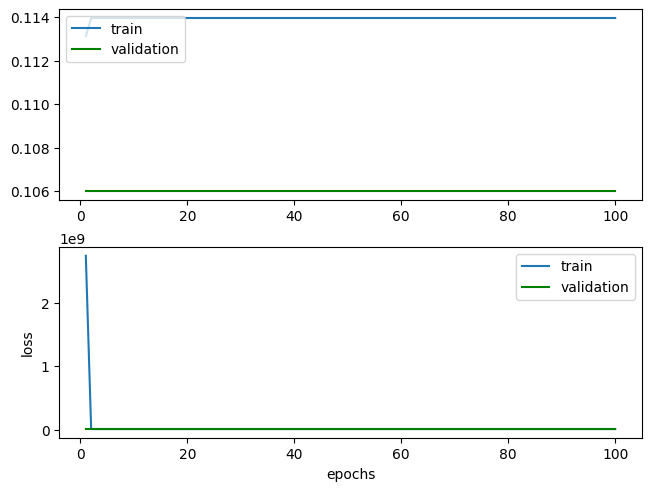 0.114
0.112
0.110
0.108
0.106
train
validation
0 20 40 60 80 100
1e9
2
1
0
loss
train
validation
0 20 40 60 80 100
epochs